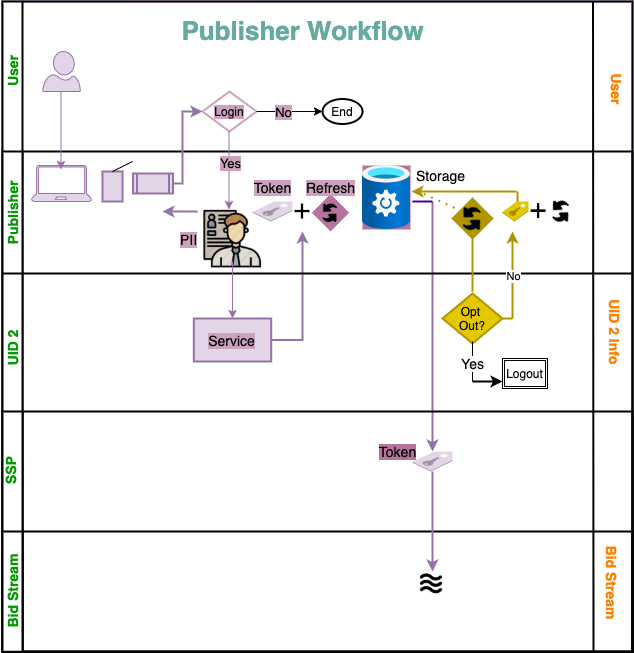 Publisher Workflow
User
User
Login
No
End
Yes
Publisher
Token
Refresh
Storage
PII
No
UID 2
UID 2 Info
Service
Opt
Out?
Yes
Logout
SSP
Token
Bid Stream
Bid Stream